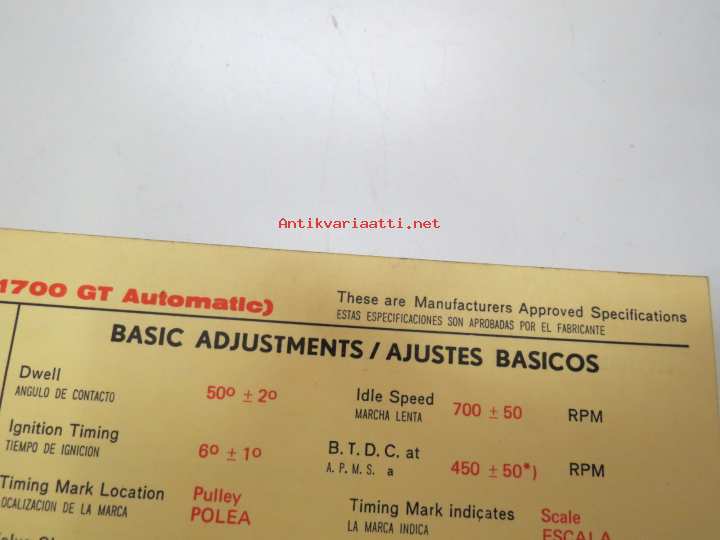 Antikvariaatti.net
1700 GT Automatic)
These are Manufacturers Approved Specifications
ESTAS ESPECIFICACIONES SON APROBADAS POR EL FABRICANTE
BASIC ADJUSTMENTS / AJUSTES BASICOS
Dwell
ANGULO DE CONTACTO
50º ± 2º
Idle Speed
MARCHA LENTA
700 ± 50
RPM
Ignition Timing
TIEMPO DE IGNICION
6º ± 1º
B. T. D. C. at
A. P. M. S. a
450 ± 50*)
RPM
Timing Mark Location
OCALIZACION DE LA MARCA
Pulley
POLEA
Timing Mark indicates
LA MARCA INDICA
Scale
ESCALA